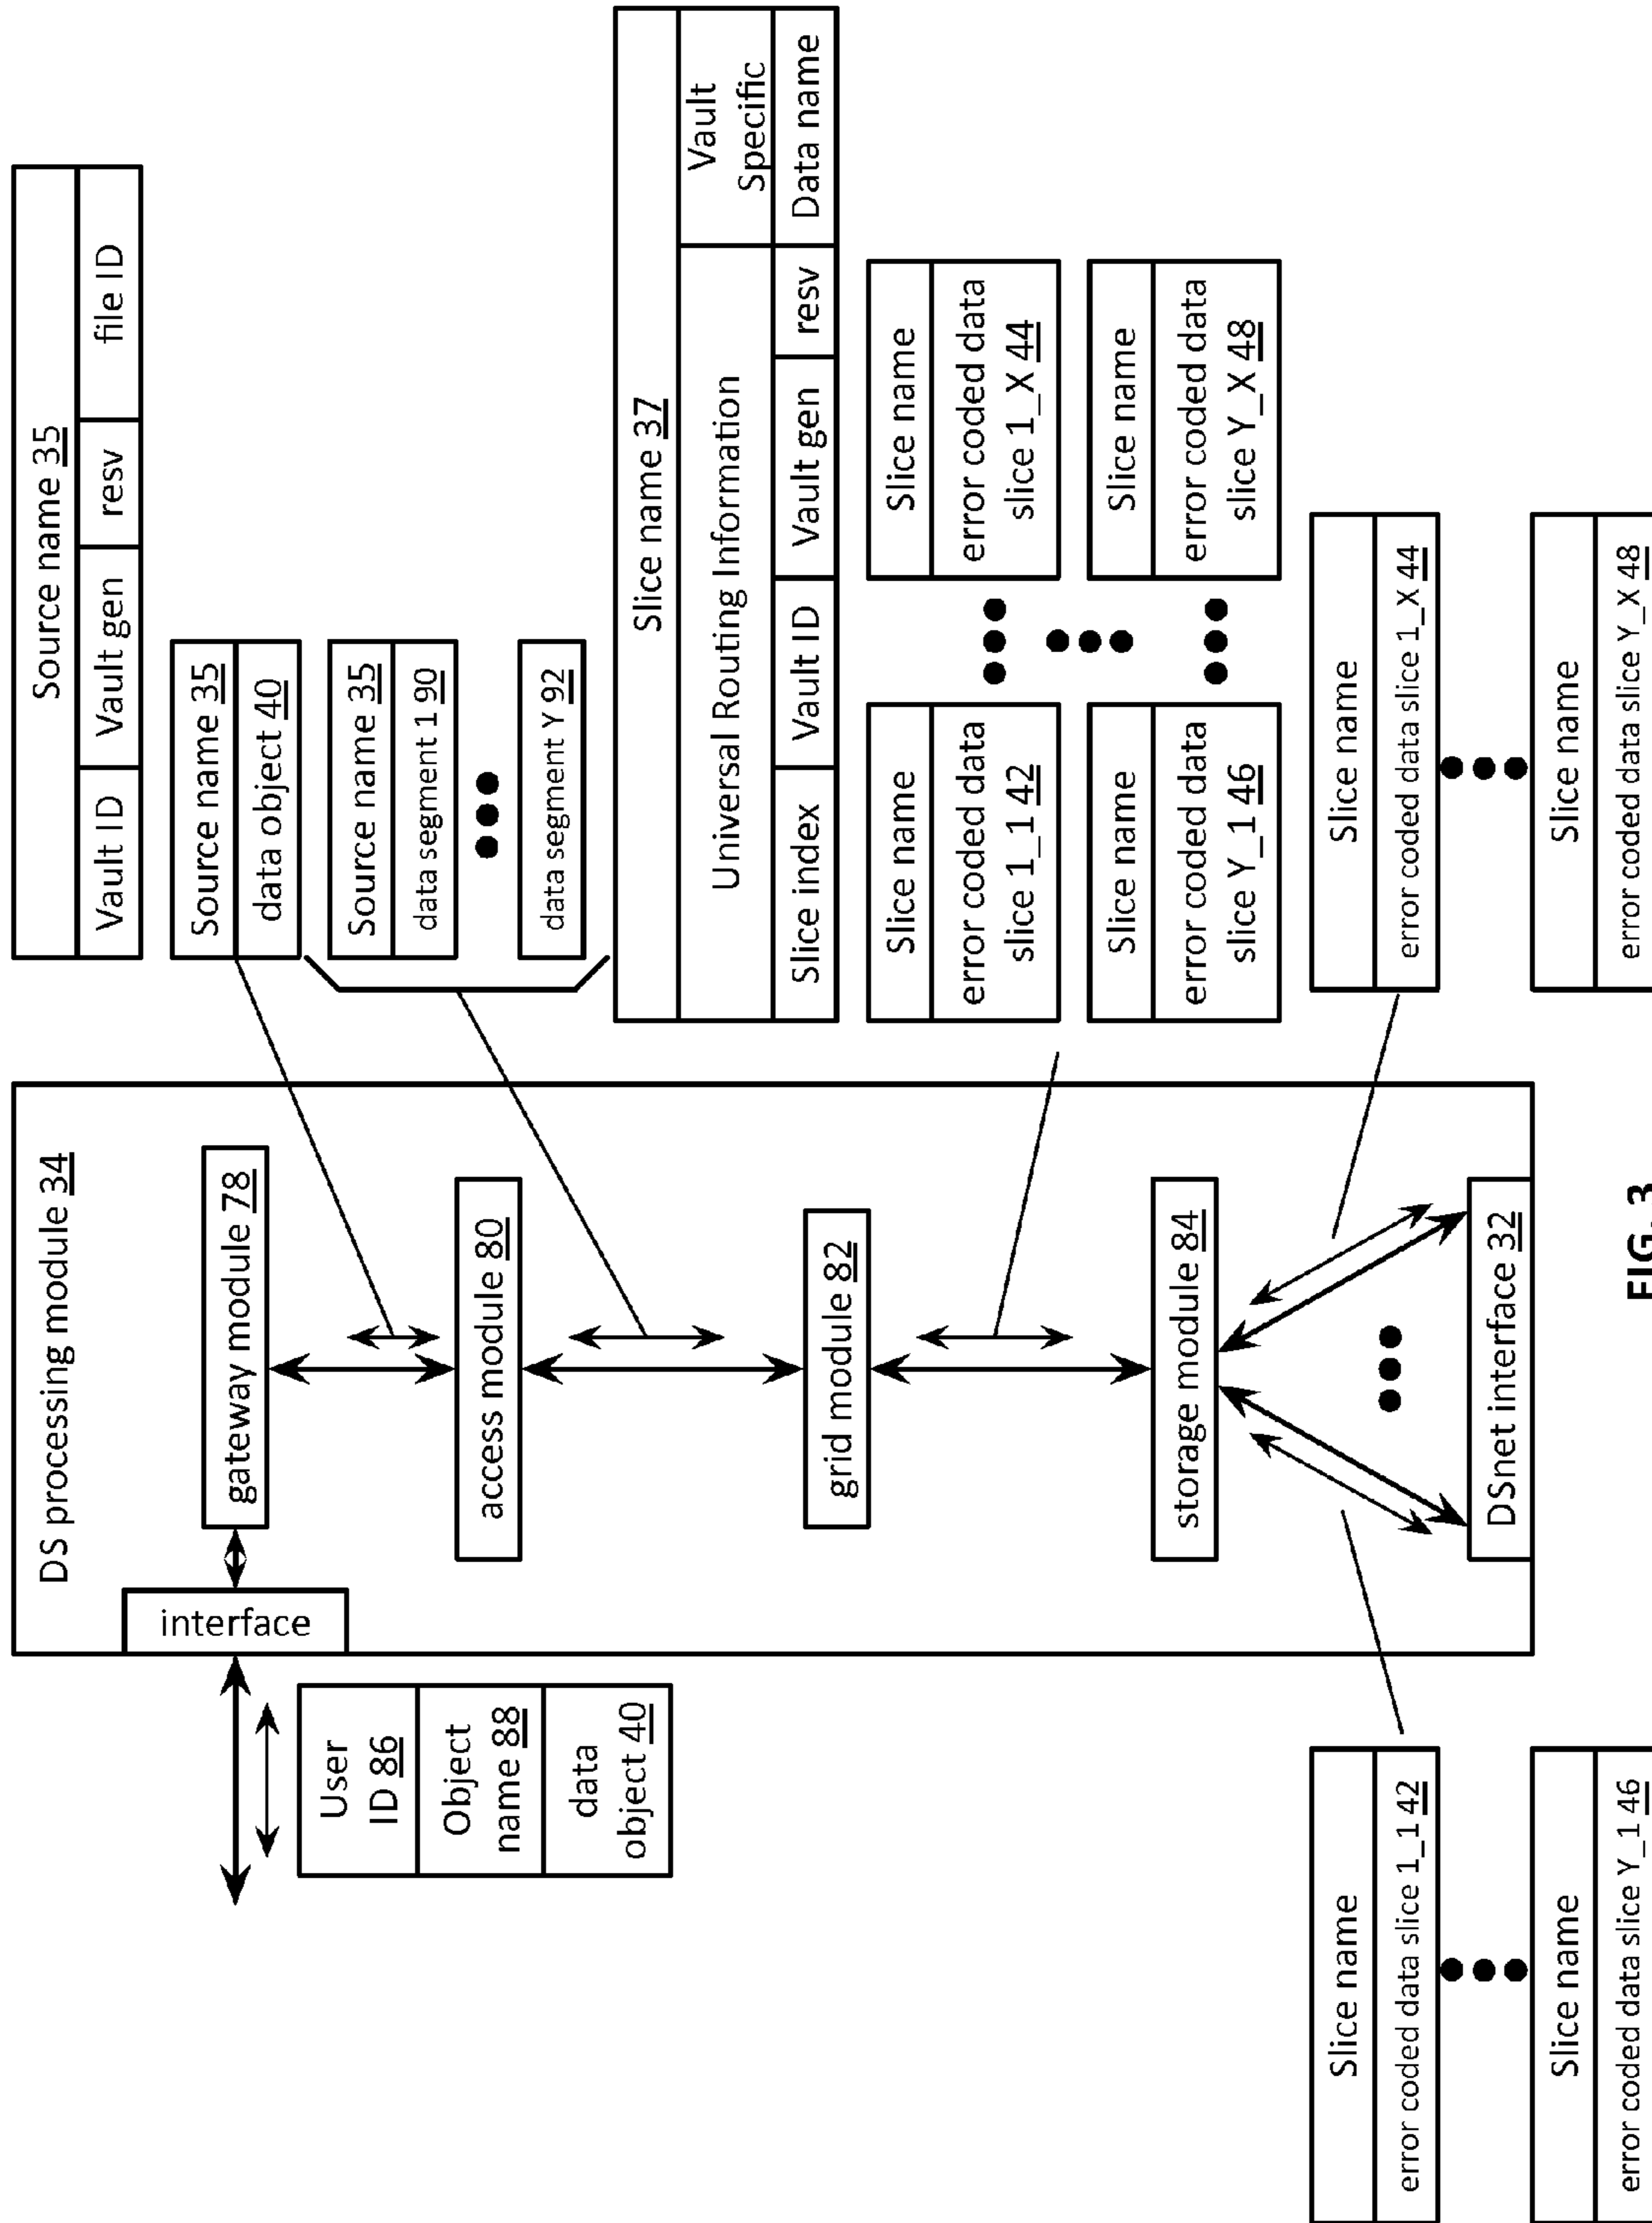 DS processing module 34
interface
gateway module 78
access module 80
grid module 82
storage module 84
DSnet interface 32
User
ID 86
Object
name 88
data
object 40
Source name 35
Vault ID
Vault gen
resv
file ID
Source name 35
data object 40
Source name 35
data segment 1 90
data segment Y 92
Slice name 37
Universal Routing Information
Vault
Specific
Slice index
Vault ID
Vault gen
resv
Data name
Slice name
error coded data
slice 1_1 42
Slice name
error coded data
slice 1_X 44
Slice name
error coded data
slice Y_1 46
Slice name
error coded data
slice Y_X 48
Slice name
error coded data slice 1_1 42
Slice name
error coded data slice Y_1 46
Slice name
error coded data slice 1_X 44
Slice name
error coded data slice Y_X 48
FIG. 3